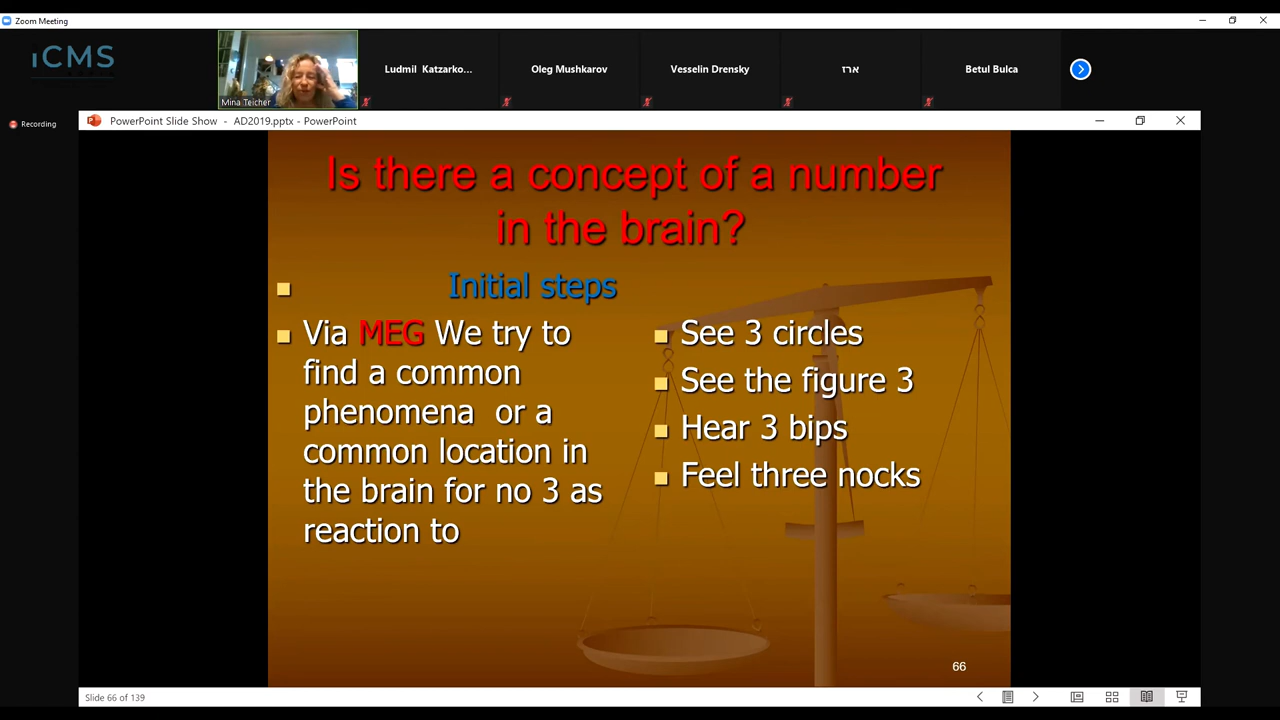 Zoom Meeting
iCMS
Mina Teicher
Ludmil Katzarko...
Oleg Mushkarov
Vesselin Drensky
ארז
Betul Bulca
Recording
PowerPoint Slide Show - AD2019.pptx - PowerPoint
Is there a concept of a number
in the brain?
Initial steps
Via MEG We try to
find a common
phenomena or a
common location in
the brain for no 3 as
reaction to
See 3 circles
See the figure 3
Hear 3 bips
Feel three nocks
66
Slide 66 of 139